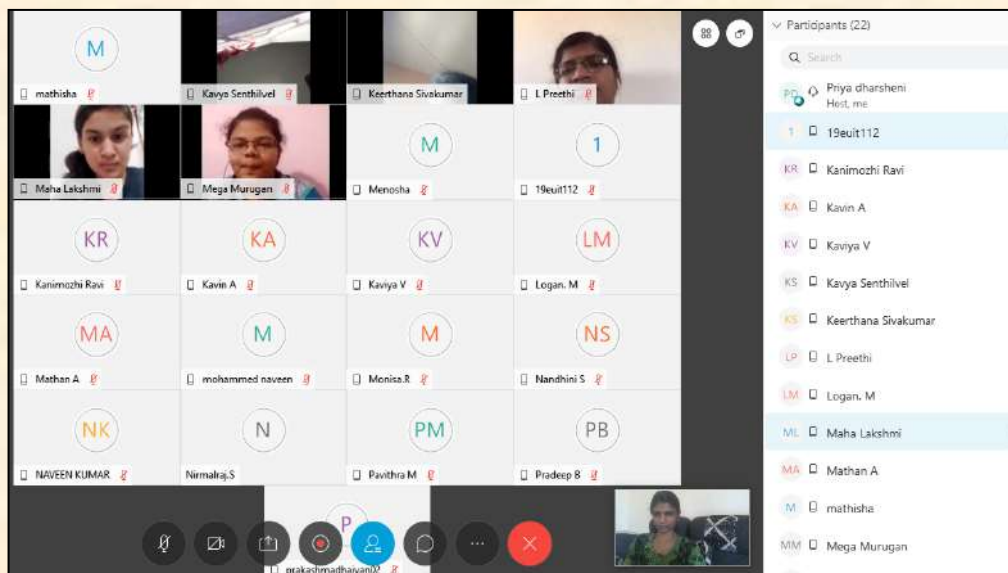 M
mathisha
Kavya Senthilvel
Keerthana Sivakumar
L Preethi
Maha Lakshmi
Mega Murugan
M
Menosha
1
19euit112
KR
Kanimozhi Ravi
KA
Kavin A
KV
Kaviya V
LM
Logan. M
MA
Mathan A
M
mohammed naveen
M
Monisa.R
NS
Nandhini S
NK
NAVEEN KUMAR
N
Nirmalraj.S
PM
Pavithra M
PB
Pradeep B
P
prakashmadhaiyan02
Participants (22)
Search
PD
Priya dharsheni
Host, me
1
19euit112
KR
Kanimozhi Ravi
KA
Kavin A
KV
Kaviya V
KS
Kavya Senthilvel
KS
Keerthana Sivakumar
LP
L Preethi
LM
Logan. M
ML
Maha Lakshmi
MA
Mathan A
M
mathisha
MM
Mega Murugan